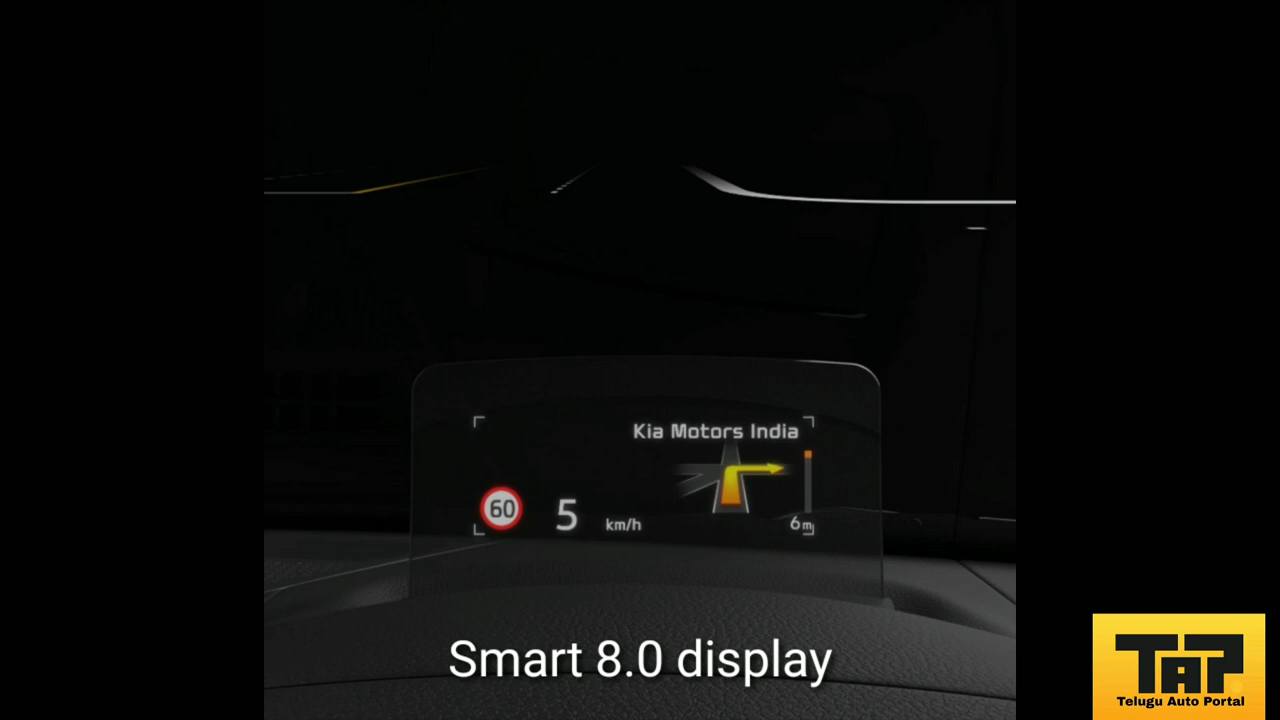 Kia Motors India
60 5 km/h
6m
Smart 8.0 display
TAP
Telugu Auto Portal